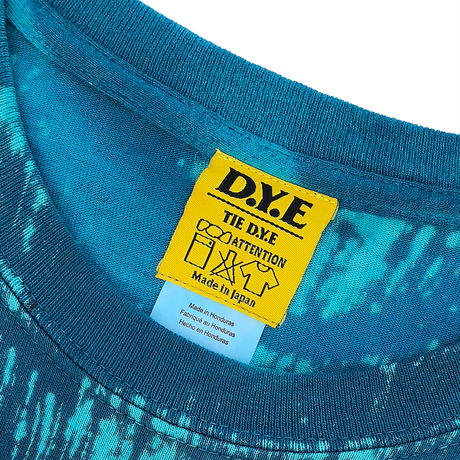 D.Y.E
TIE D.Y.E
ATTENTION
Made in Japan
Made in Honduras
Fabriqué au Honduras
Hecho en Honduras